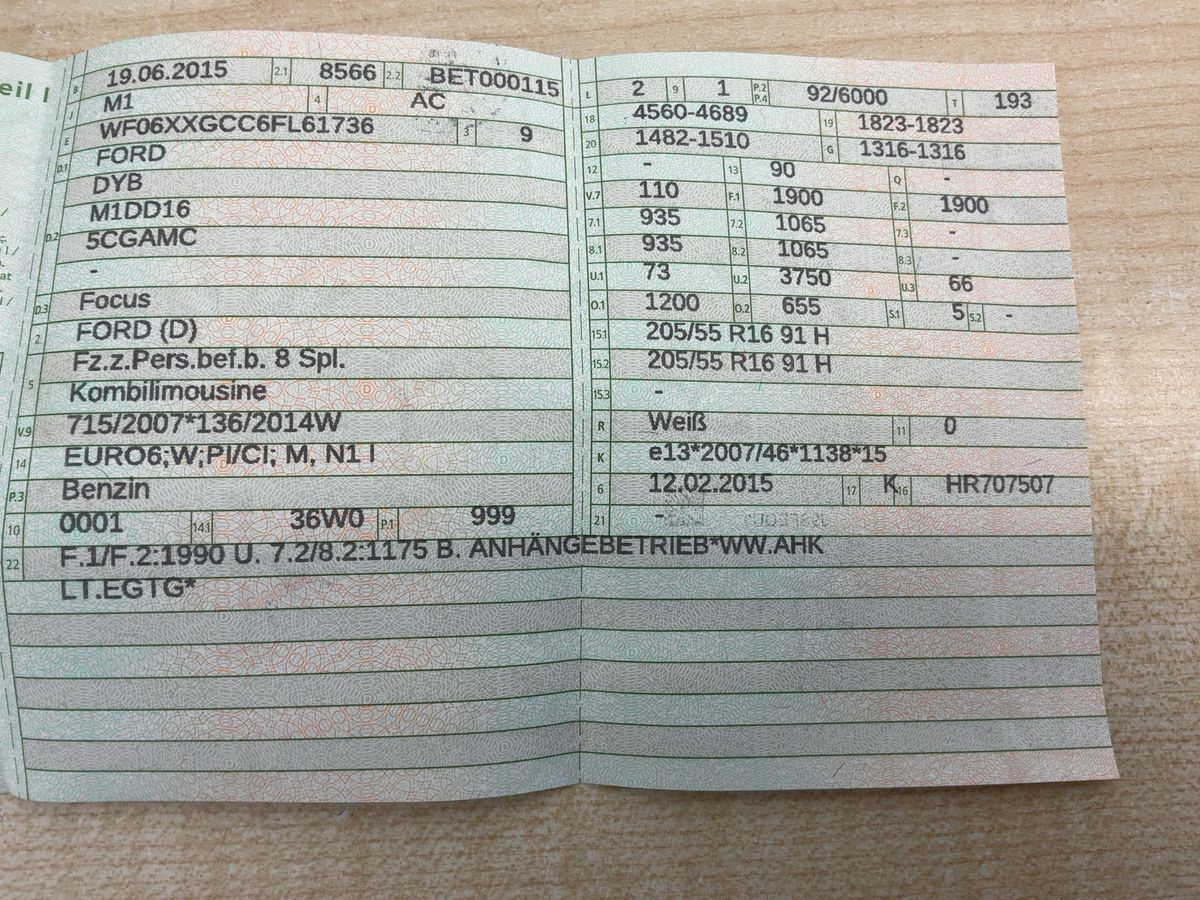 eil I
B 19.06.2015 2.1 8566 2.2 BET000115
J M1 4 AC
E WF06XXGCC6FL61736 3 9
D.1 FORD
DYB
D.2 M1DD16
5CGAMC
-
D.3 Focus
2 FORD (D)
Fz.z.Pers.bef.b. 8 Spl.
5 Kombilimousine
V.9 715/2007*136/2014W
14 EURO6;W;PI/CI; M, N1 I
P.3 Benzin
10 0001 14.1 36W0 P.1 999
L 2 9 1 P.2 P.4 92/6000 T 193
18 4560-4689 19 1823-1823
20 1482-1510 G 1316-1316
12 - 13 90 Q -
V.7 110 F.1 1900 F.2 1900
7.1 935 7.2 1065 7.3 -
8.1 935 8.2 1065 8.3 -
U.1 73 U.2 3750 U.3 66
O.1 1200 O.2 655 S.1 5 S.2 -
15.1 205/55 R16 91 H
15.2 205/55 R16 91 H
15.3 -
R Weiß 11 0
K e13*2007/46*1138*15
6 12.02.2015 17 K 16 HR707507
21 -
22 F.1/F.2:1990 U. 7.2/8.2:1175 B. ANHÄNGEBETRIEB*WW.AHK
LT.EGTG*